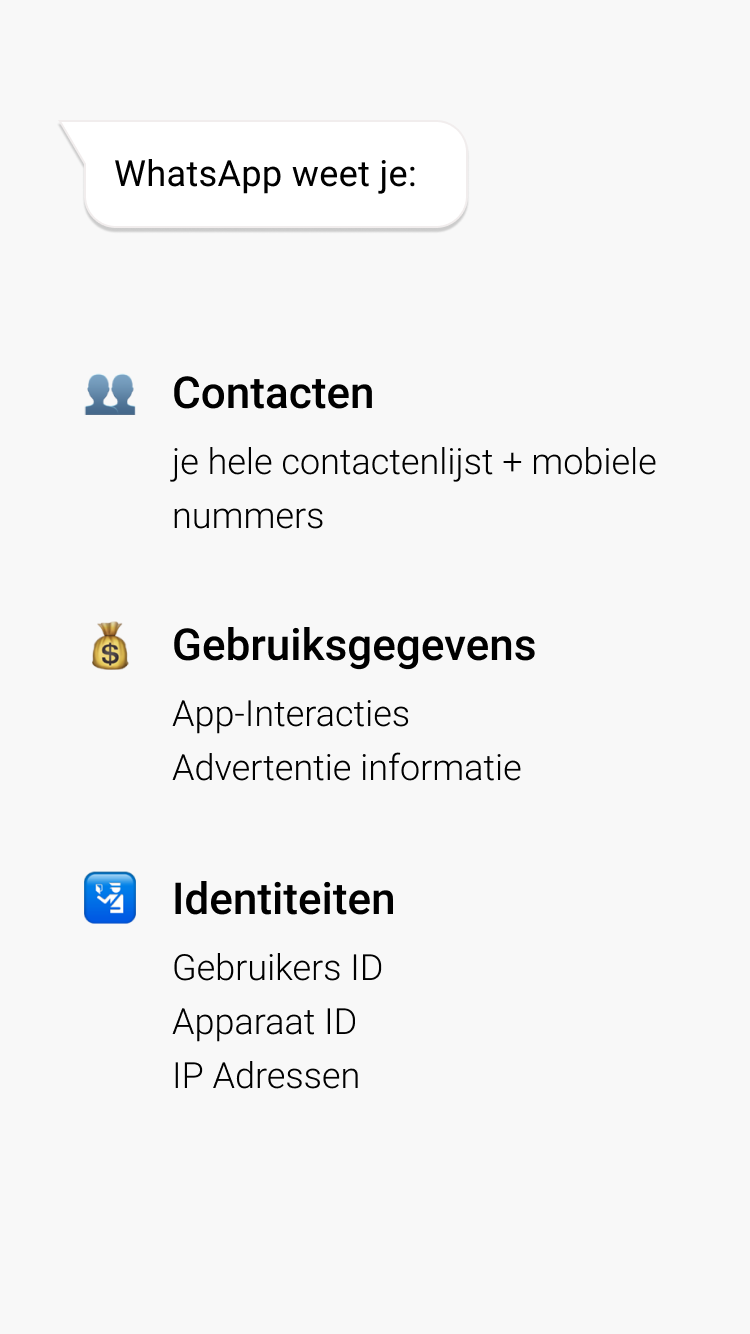 WhatsApp weet je:
Contacten
je hele contactenlijst + mobiele
nummers
Gebruiksgegevens
App-Interacties
Advertentie informatie
Identiteiten
Gebruikers ID
Apparaat ID
IP Adressen